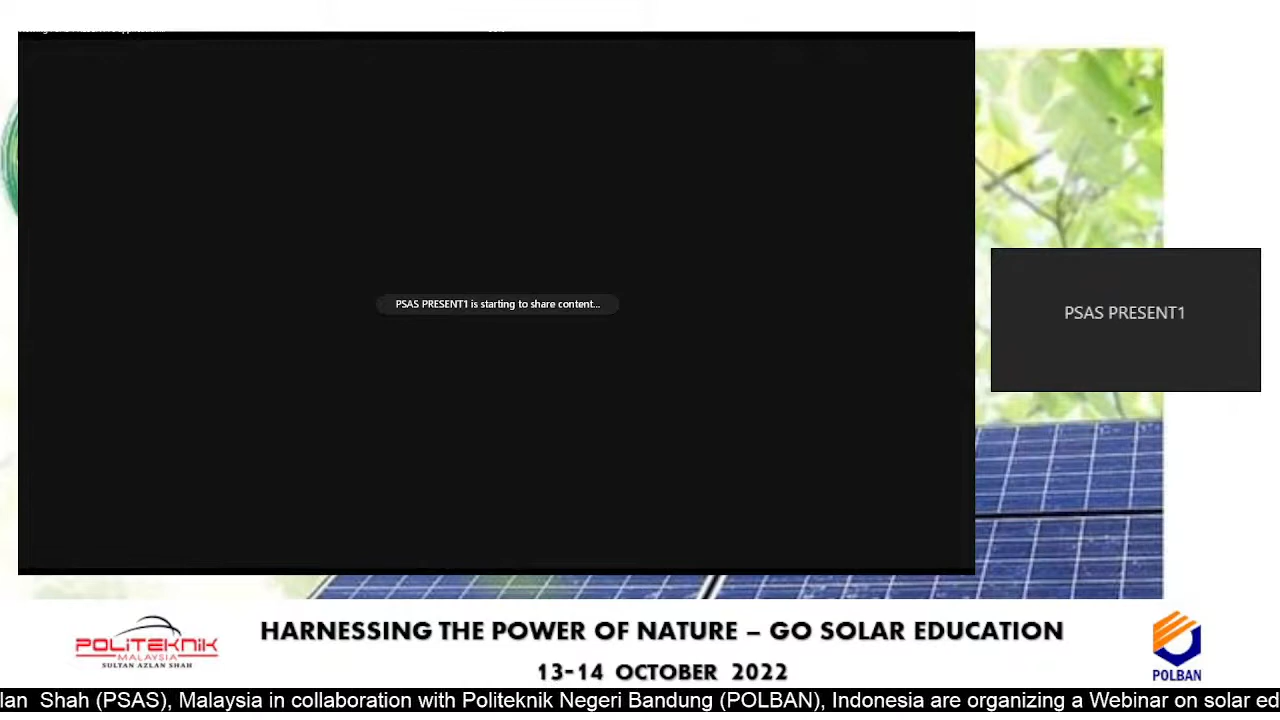 PSAS PRESENT1 is starting to share content...
PSAS PRESENT1
POLITEKNIK
MALAYSIA
SULTAN AZLAN SHAH
HARNESSING THE POWER OF NATURE – GO SOLAR EDUCATION
13-14 OCTOBER 2022
POLBAN
lan Shah (PSAS), Malaysia in collaboration with Politeknik Negeri Bandung (POLBAN), Indonesia are organizing a Webinar on solar ed